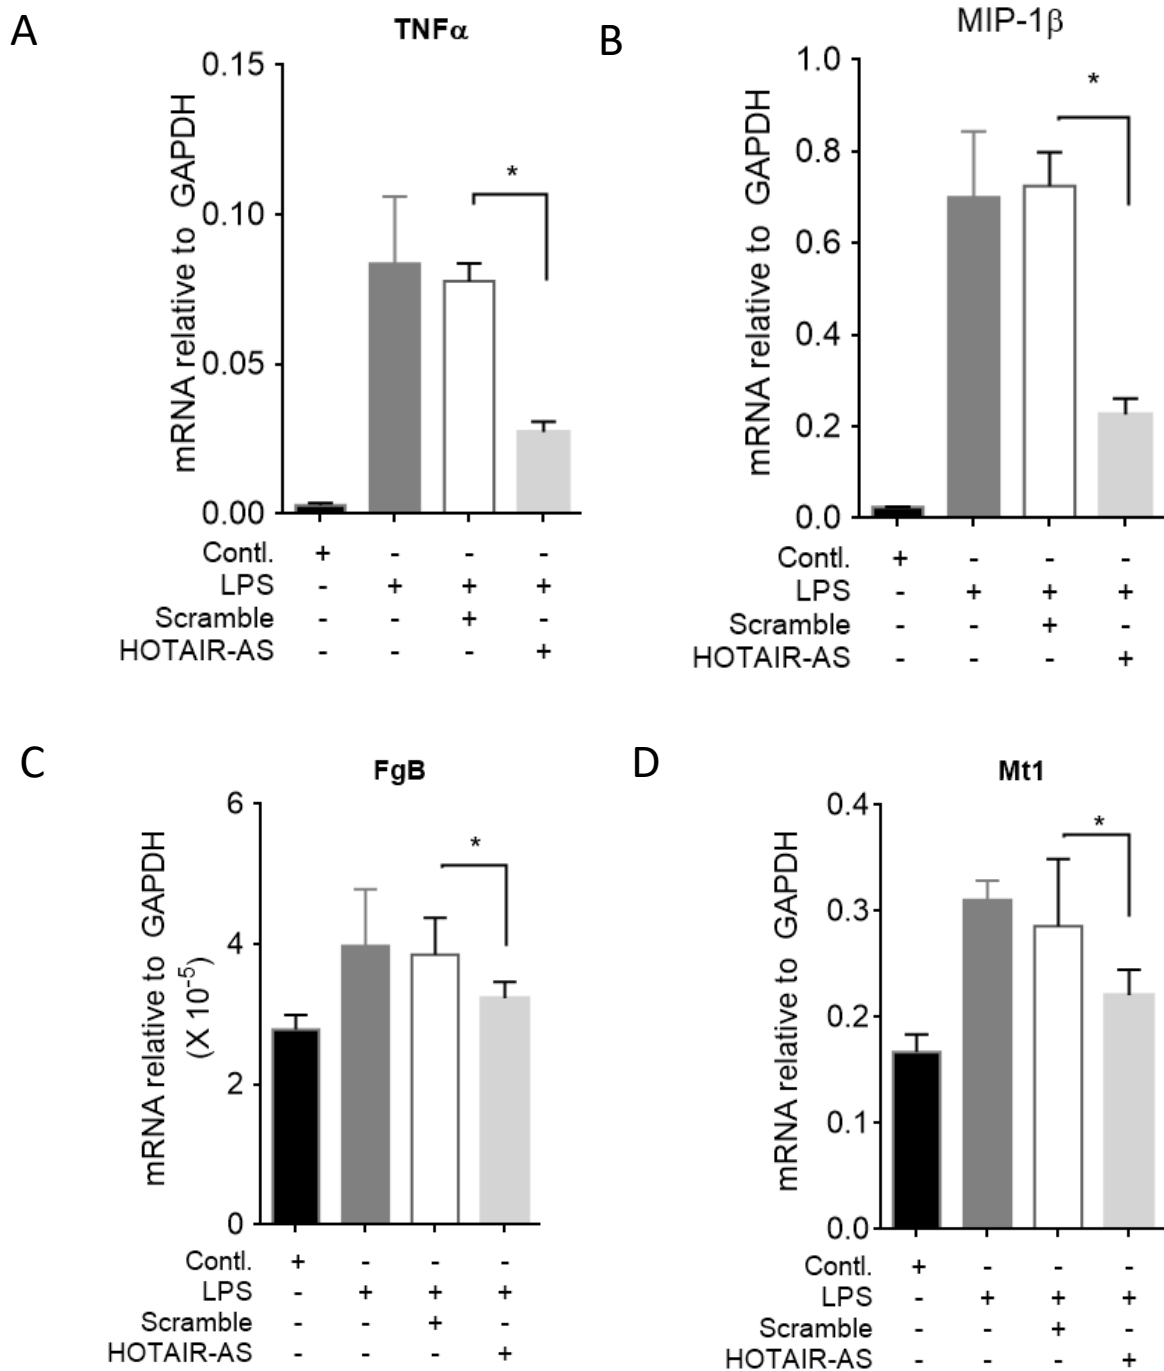 A
TNFα
mRNA relative to GAPDH
0.15
0.10
0.05
0.00
*
Contl. + - - -
LPS - + + +
Scramble - - + -
HOTAIR-AS - - - +
B
MIP-1β
mRNA relative to GAPDH
1.0
0.8
0.6
0.4
0.2
0.0
*
Contl. + - - -
LPS - + + +
Scramble - - + -
HOTAIR-AS - - - +
C
FgB
mRNA relative to GAPDH
(X 10⁻⁵)
6
4
2
0
*
Contl. + - - -
LPS - + + +
Scramble - - + -
HOTAIR-AS - - - +
D
Mt1
mRNA relative to GAPDH
0.4
0.3
0.2
0.1
0.0
*
Contl. + - - -
LPS - + + +
Scramble - - + -
HOTAIR-AS - - - +